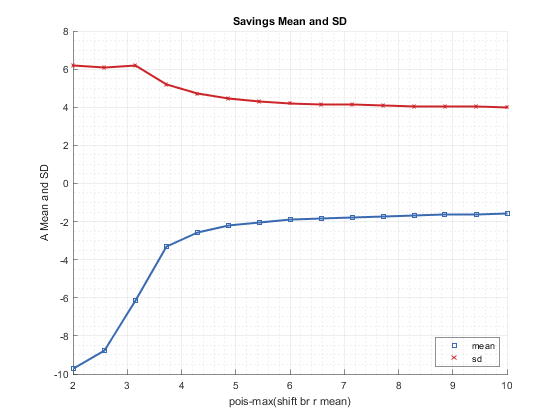 Savings Mean and SD
8
6
4
2
0
-2
-4
-6
-8
-10
A Mean and SD
mean
sd
2 3 4 5 6 7 8 9 10
pois-max(shift br r mean)